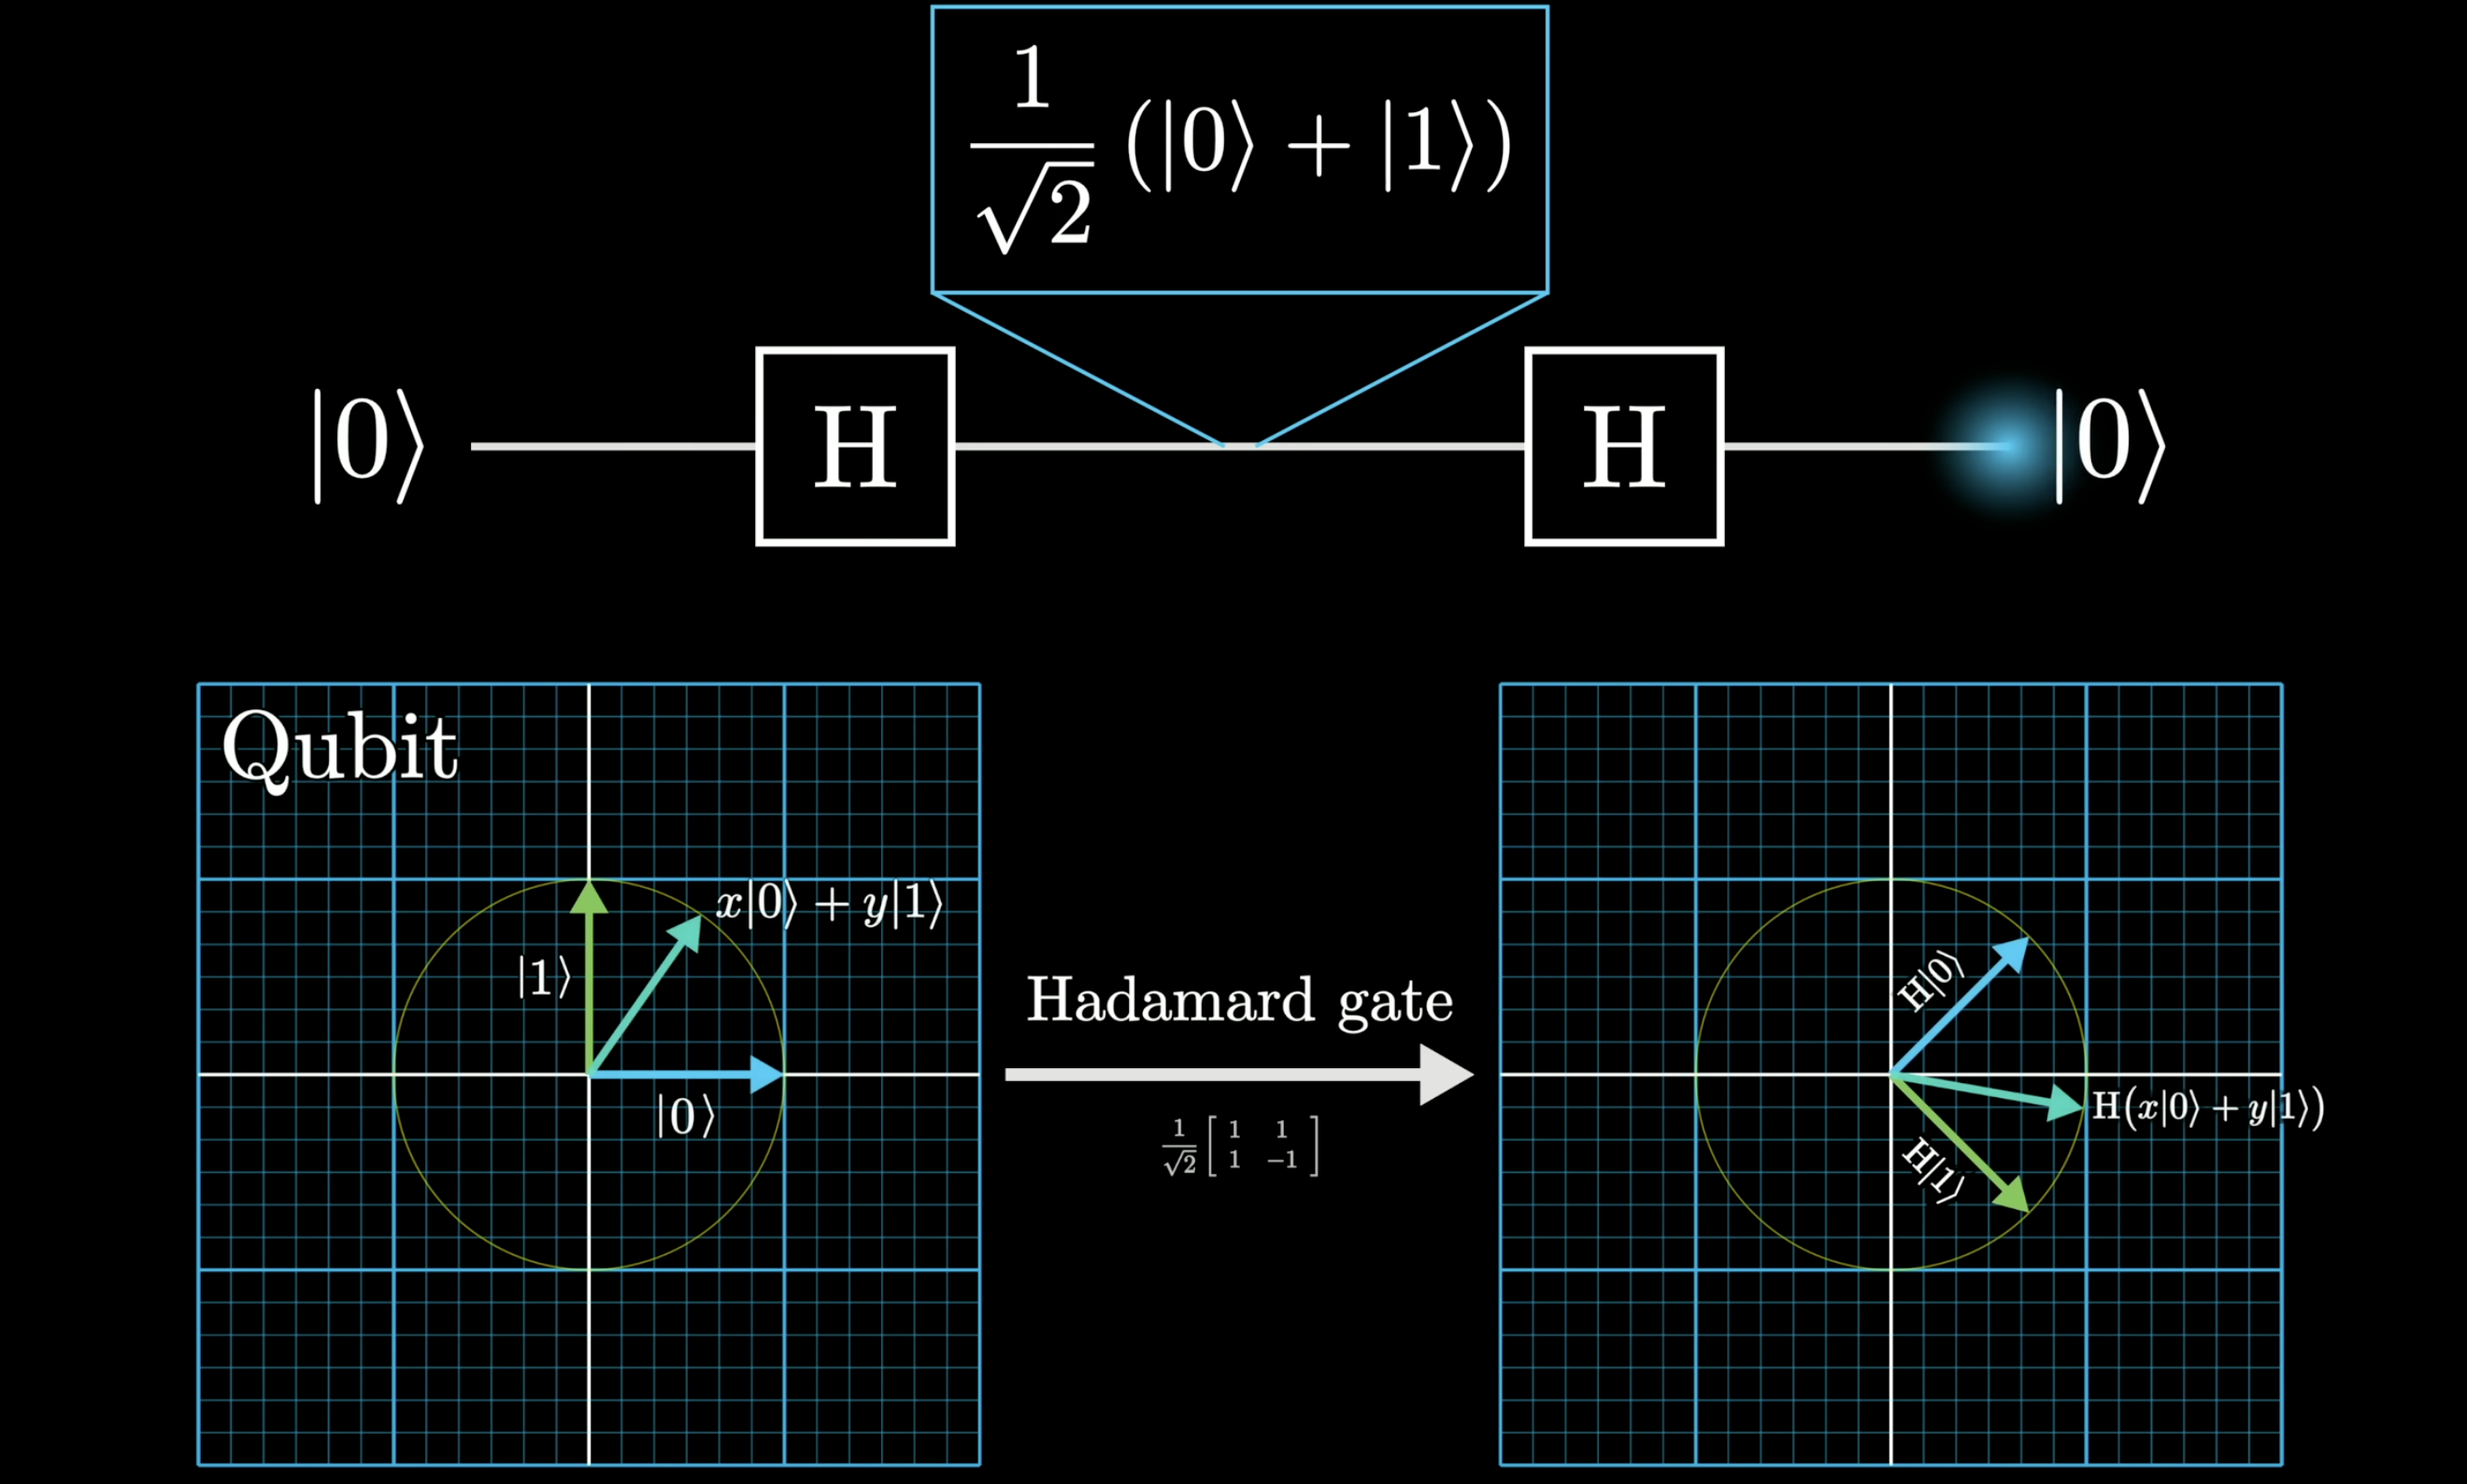 1
√2
(|0⟩ + |1⟩)
|0⟩
H
H
|0⟩
Qubit
x|0⟩ + y|1⟩
|1⟩
|0⟩
Hadamard gate
1
√2
[ 1 1
1 −1 ]
H|0⟩
H(x|0⟩ + y|1⟩)
H|1⟩